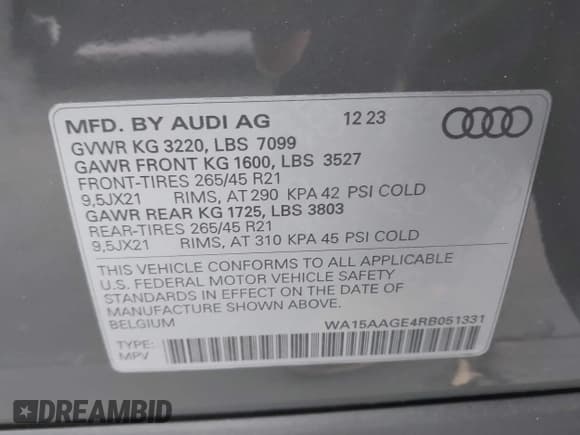 MFD. BY AUDI AG 12 23
GVWR KG 3220, LBS 7099
GAWR FRONT KG 1600, LBS 3527
FRONT-TIRES 265/45 R21
9,5JX21 RIMS, AT 290 KPA 42 PSI COLD
GAWR REAR KG 1725, LBS 3803
REAR-TIRES 265/45 R21
9,5JX21 RIMS, AT 310 KPA 45 PSI COLD
THIS VEHICLE CONFORMS TO ALL APPLICABLE
U.S. FEDERAL MOTOR VEHICLE SAFETY
STANDARDS IN EFFECT ON THE DATE OF
MANUFACTURE SHOWN ABOVE.
BELGIUM WA15AAGE4RB051331
TYPE:
MPV
DREAMBID